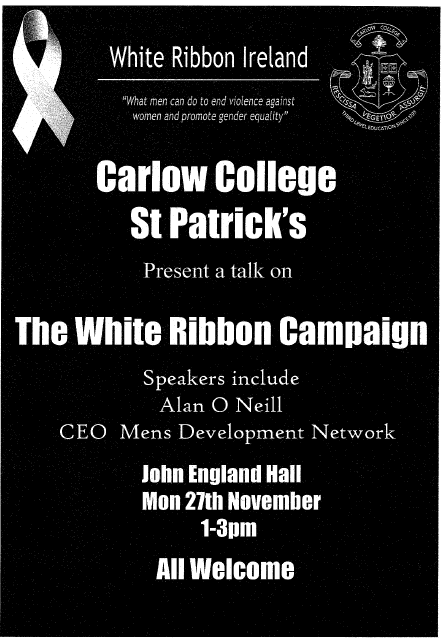 White Ribbon Ireland
"What men can do to end violence against
women and promote gender equality"
CARLOW COLLEGE
RESCISSA VEGETIOR ASSURGIT
THIRD LEVEL EDUCATION SINCE
Carlow College
St Patrick's
Present a talk on
The White Ribbon Campaign
Speakers include
Alan O Neill
CEO Mens Development Network
John England Hall
Mon 27th November
1-3pm
All Welcome